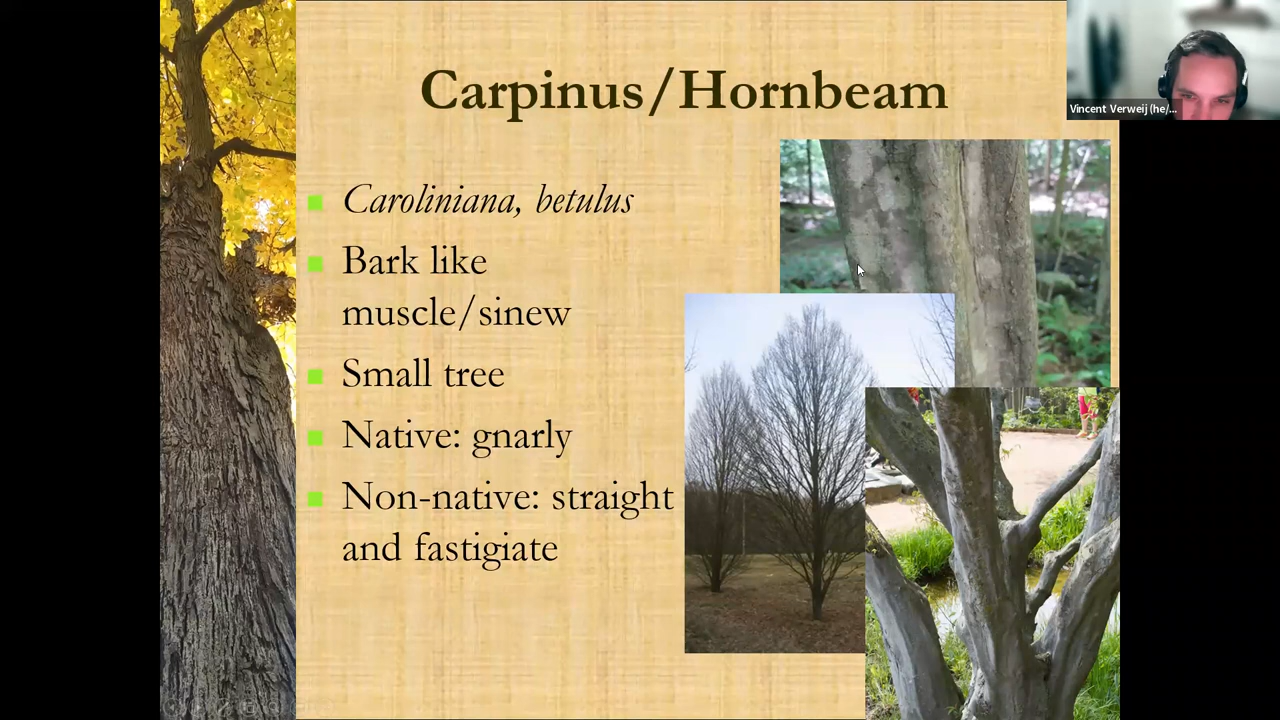 Carpinus/Hornbeam
Vincent Verweij (he/...
Caroliniana, betulus
Bark like
muscle/sinew
Small tree
Native: gnarly
Non-native: straight
and fastigiate